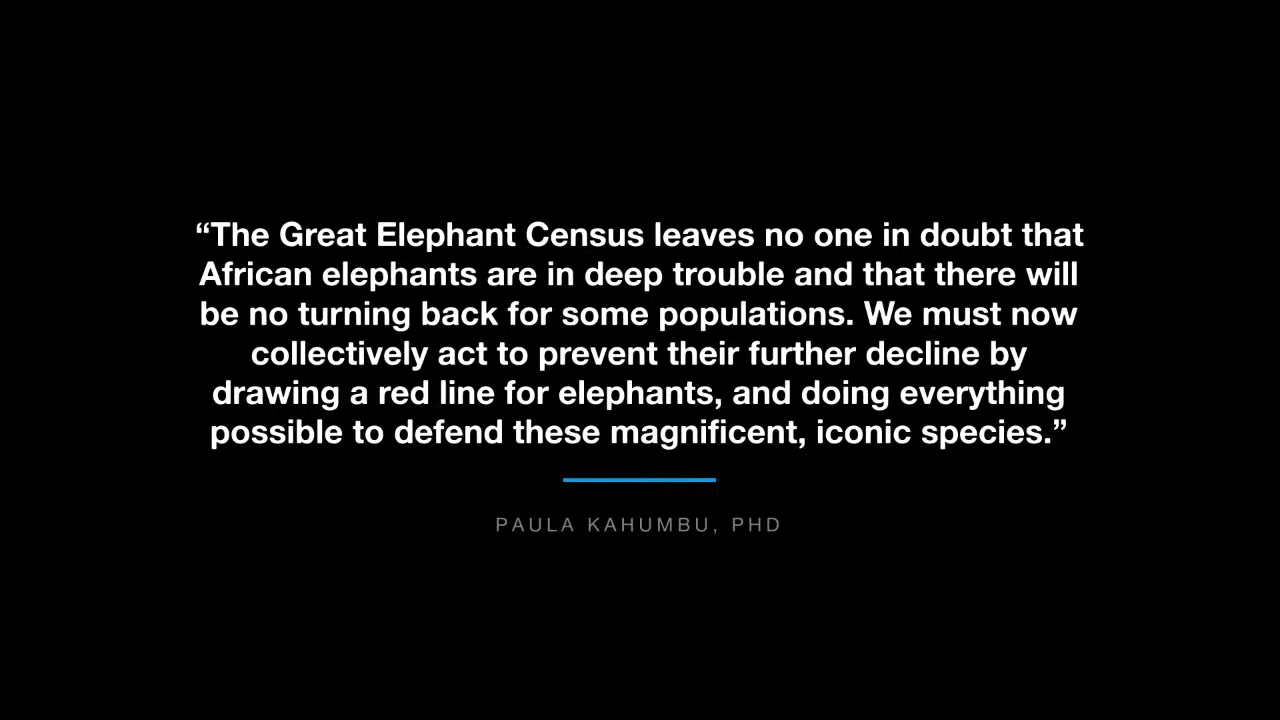 “The Great Elephant Census leaves no one in doubt that
African elephants are in deep trouble and that there will
be no turning back for some populations. We must now
collectively act to prevent their further decline by
drawing a red line for elephants, and doing everything
possible to defend these magnificent, iconic species.”
PAULA KAHUMBU, PHD